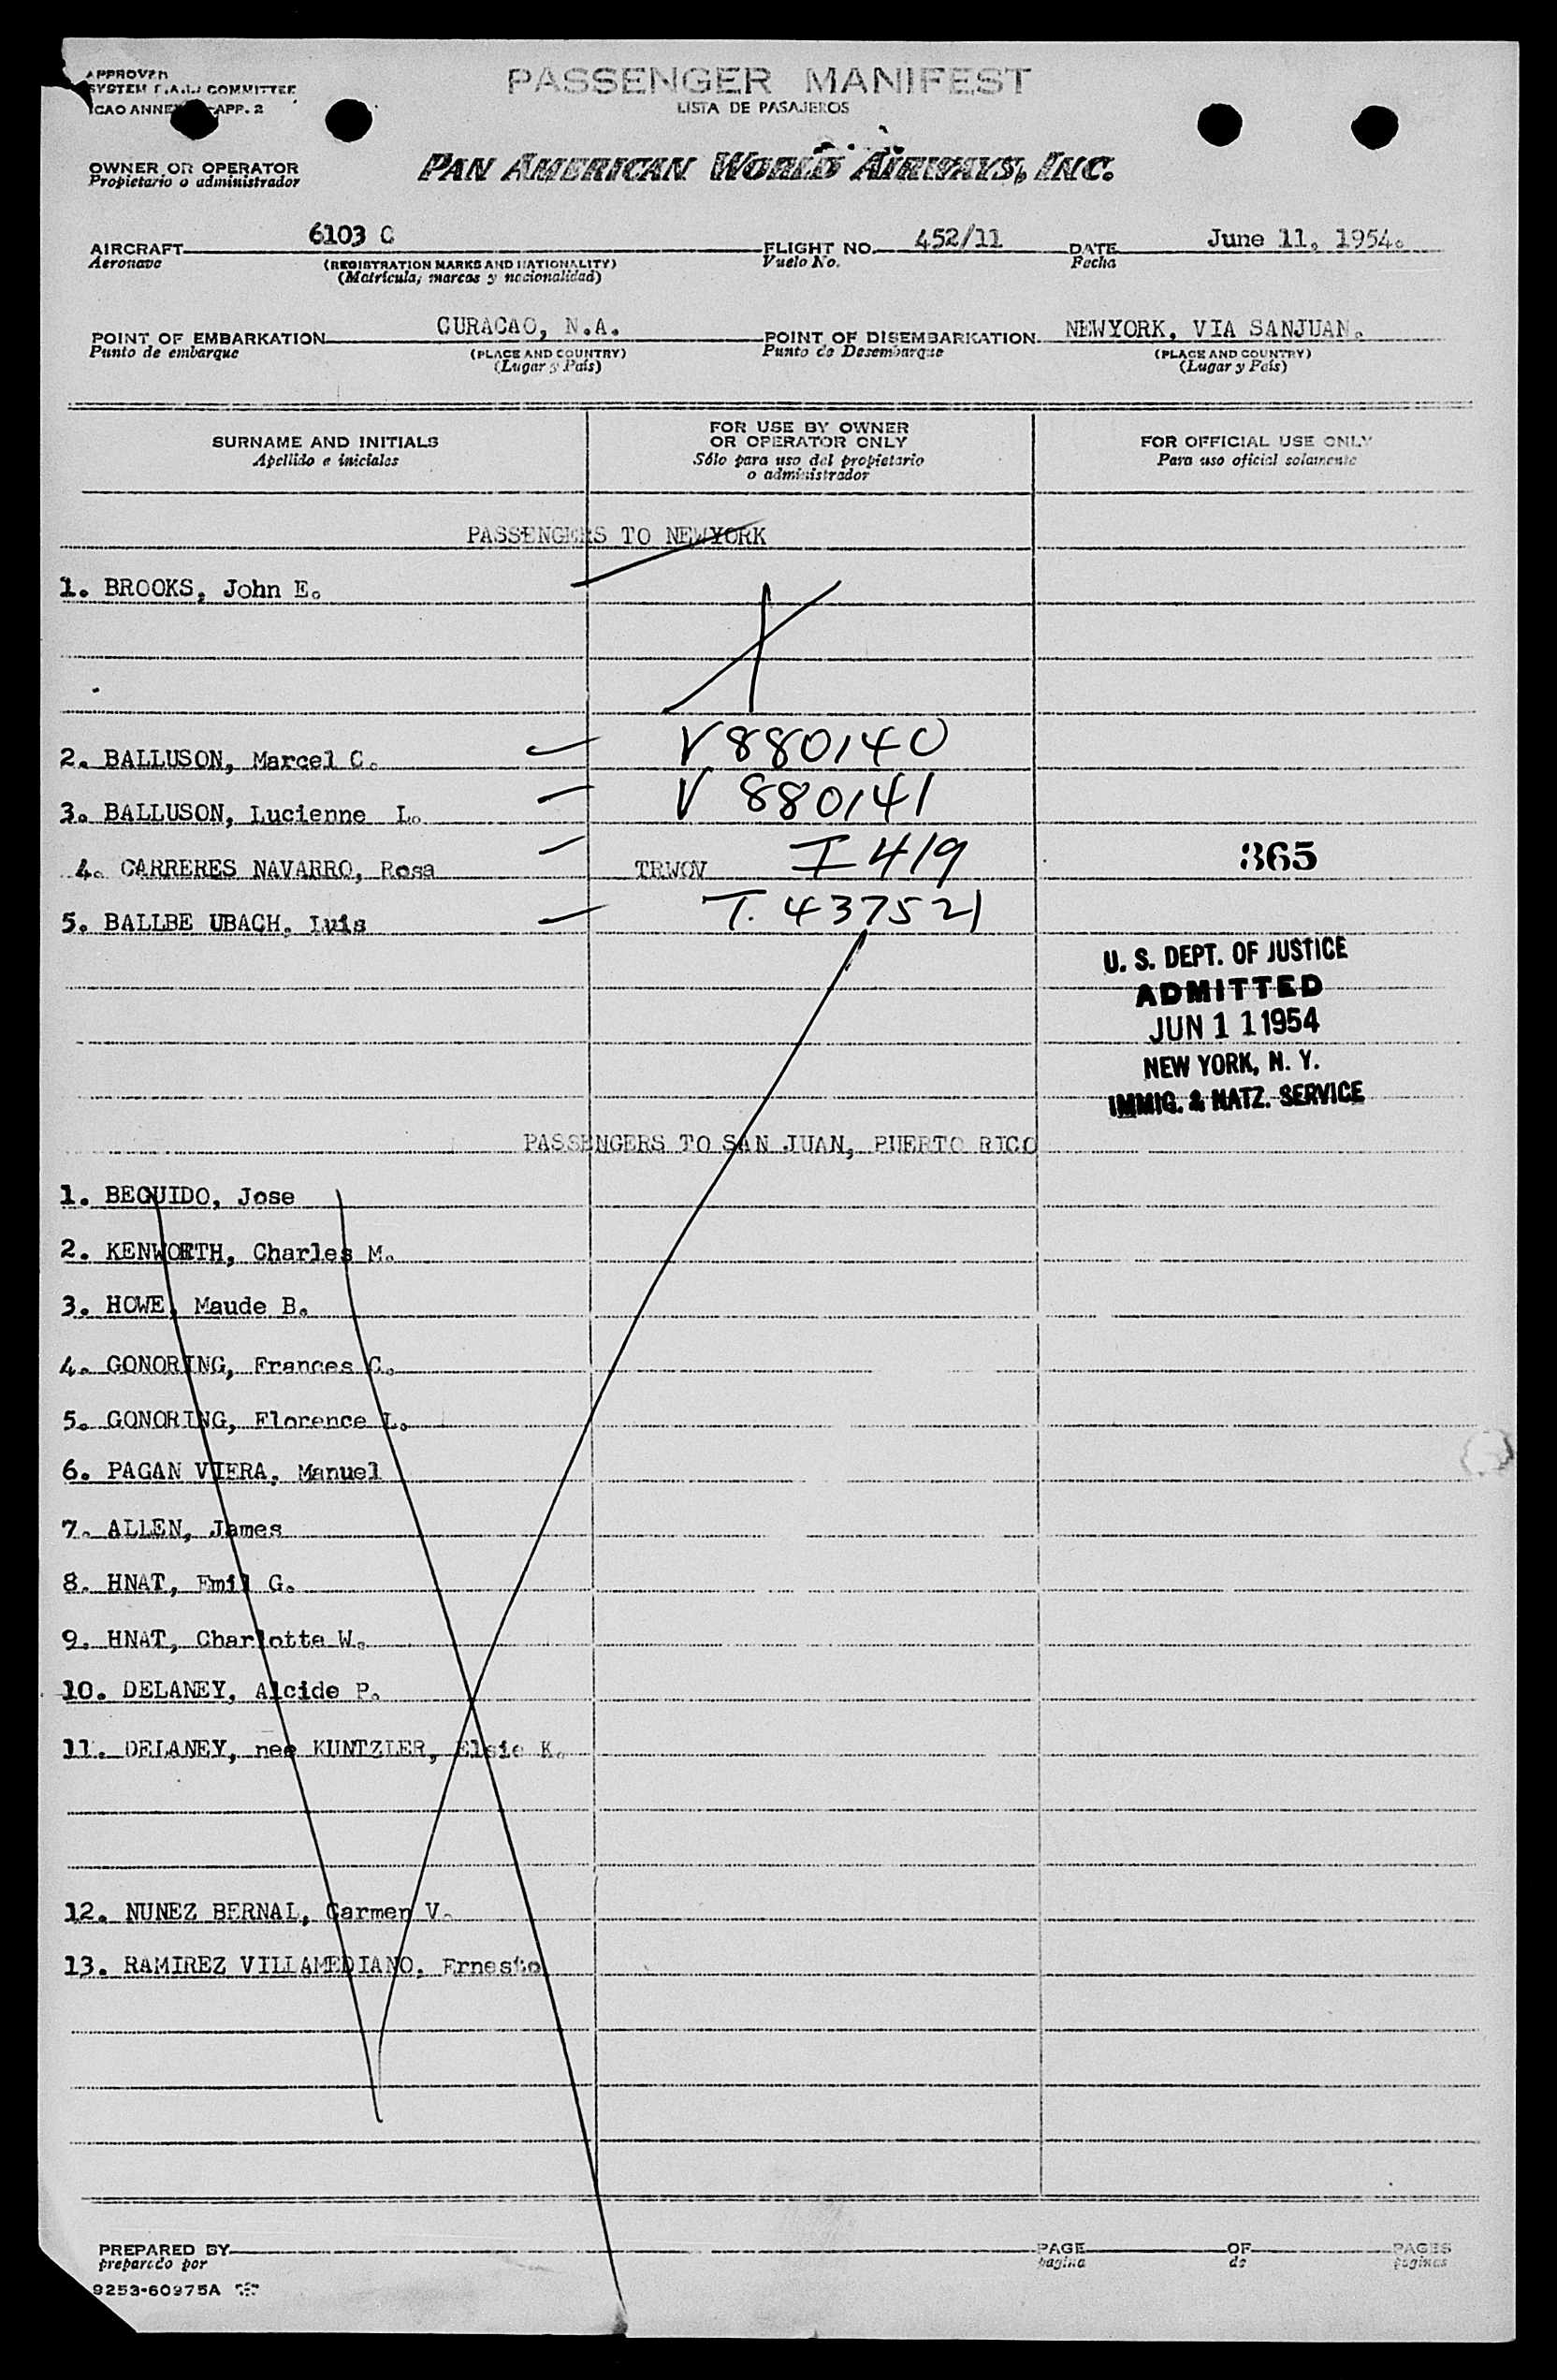 APPROVED
SYSTEM F.A.L. COMMITTEE
ICAO ANNEX APP. 2
PASSENGER MANIFEST
LISTA DE PASAJEROS
OWNER OR OPERATOR
Propietario o administrador
PAN AMERICAN WORLD AIRWAYS, INC.
AIRCRAFT 6103 C FLIGHT NO. 452/11 DATE June 11, 1954.
Aeronave (REGISTRATION MARKS AND NATIONALITY) Vuelo No. Fecha
(Matrícula, marcas y nacionalidad)
POINT OF EMBARKATION CURACAO, N.A. POINT OF DISEMBARKATION NEWYORK, VIA SANJUAN.
Punto de embarque (PLACE AND COUNTRY) Punto de Desembarque (PLACE AND COUNTRY)
(Lugar y País) (Lugar y País)
SURNAME AND INITIALS
Apellido e iniciales
FOR USE BY OWNER
OR OPERATOR ONLY
Sólo para uso del propietario
o administrador
FOR OFFICIAL USE ONLY
Para uso oficial solamente
PASSENGERS TO NEWYORK
1. BROOKS, John E.
2. BALLUSON, Marcel C. V 880140
3. BALLUSON, Lucienne L. V 880141
4. CARRERES NAVARRO, Rosa TRWOV I 419 365
5. BALLBE UBACH, Luis T. 437521
U. S. DEPT. OF JUSTICE
ADMITTED
JUN 11 1954
NEW YORK, N. Y.
IMMIG. & NATZ. SERVICE
PASSENGERS TO SAN JUAN, PUERTO RICO
1. BEGUIDO, Jose
2. KENWORTH, Charles M.
3. HOWE, Maude B.
4. GONORING, Frances C.
5. GONORING, Florence L.
6. PAGAN VIERA, Manuel
7. ALLEN, James
8. HNAT, Emil G.
9. HNAT, Charlotte W.
10. DELANEY, Alcide P.
11. DELANEY, nee KUNTZLER, Elsie K.
12. NUNEZ BERNAL, Carmen V.
13. RAMIREZ VILLAMEDIANO, Ernesto
PREPARED BY PAGE OF PAGES
preparado por pagina de paginas
9253-60975A